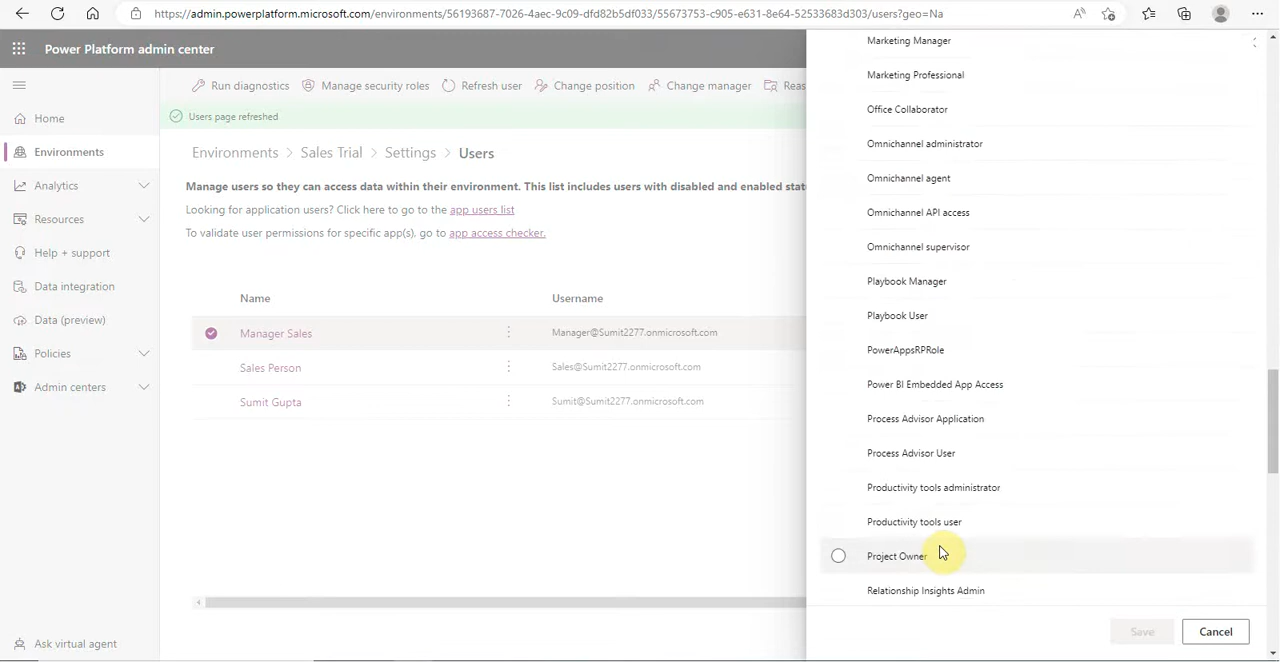 https://admin.powerplatform.microsoft.com/environments/56193687-7026-4aec-9c09-dfd82b5df033/55673753-c905-e631-8e64-52533683d303/users?geo=Na
Power Platform admin center
Run diagnostics
Manage security roles
Refresh user
Change position
Change manager
Reas
Users page refreshed
Home
Environments
Analytics
Resources
Help + support
Data integration
Data (preview)
Policies
Admin centers
Ask virtual agent
Environments > Sales Trial > Settings > Users
Manage users so they can access data within their environment. This list includes users with disabled and enabled stat
Looking for application users? Click here to go to the app users list
To validate user permissions for specific app(s), go to app access checker.
Name Username
Manager Sales Manager@Sumit2277.onmicrosoft.com
Sales Person Sales@Sumit2277.onmicrosoft.com
Sumit Gupta Sumit@Sumit2277.onmicrosoft.com
Marketing Manager
Marketing Professional
Office Collaborator
Omnichannel administrator
Omnichannel agent
Omnichannel API access
Omnichannel supervisor
Playbook Manager
Playbook User
PowerAppsRPRole
Power BI Embedded App Access
Process Advisor Application
Process Advisor User
Productivity tools administrator
Productivity tools user
Project Owner
Relationship Insights Admin
Save
Cancel